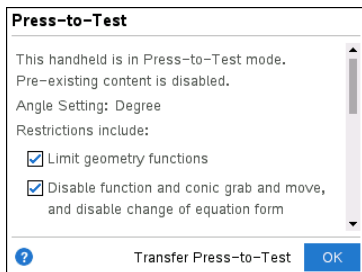 Press-to-Test
This handheld is in Press-to-Test mode.
Pre-existing content is disabled.
Angle Setting: Degree
Restrictions include:
Limit geometry functions
Disable function and conic grab and move,
and disable change of equation form
? Transfer Press-to-Test OK